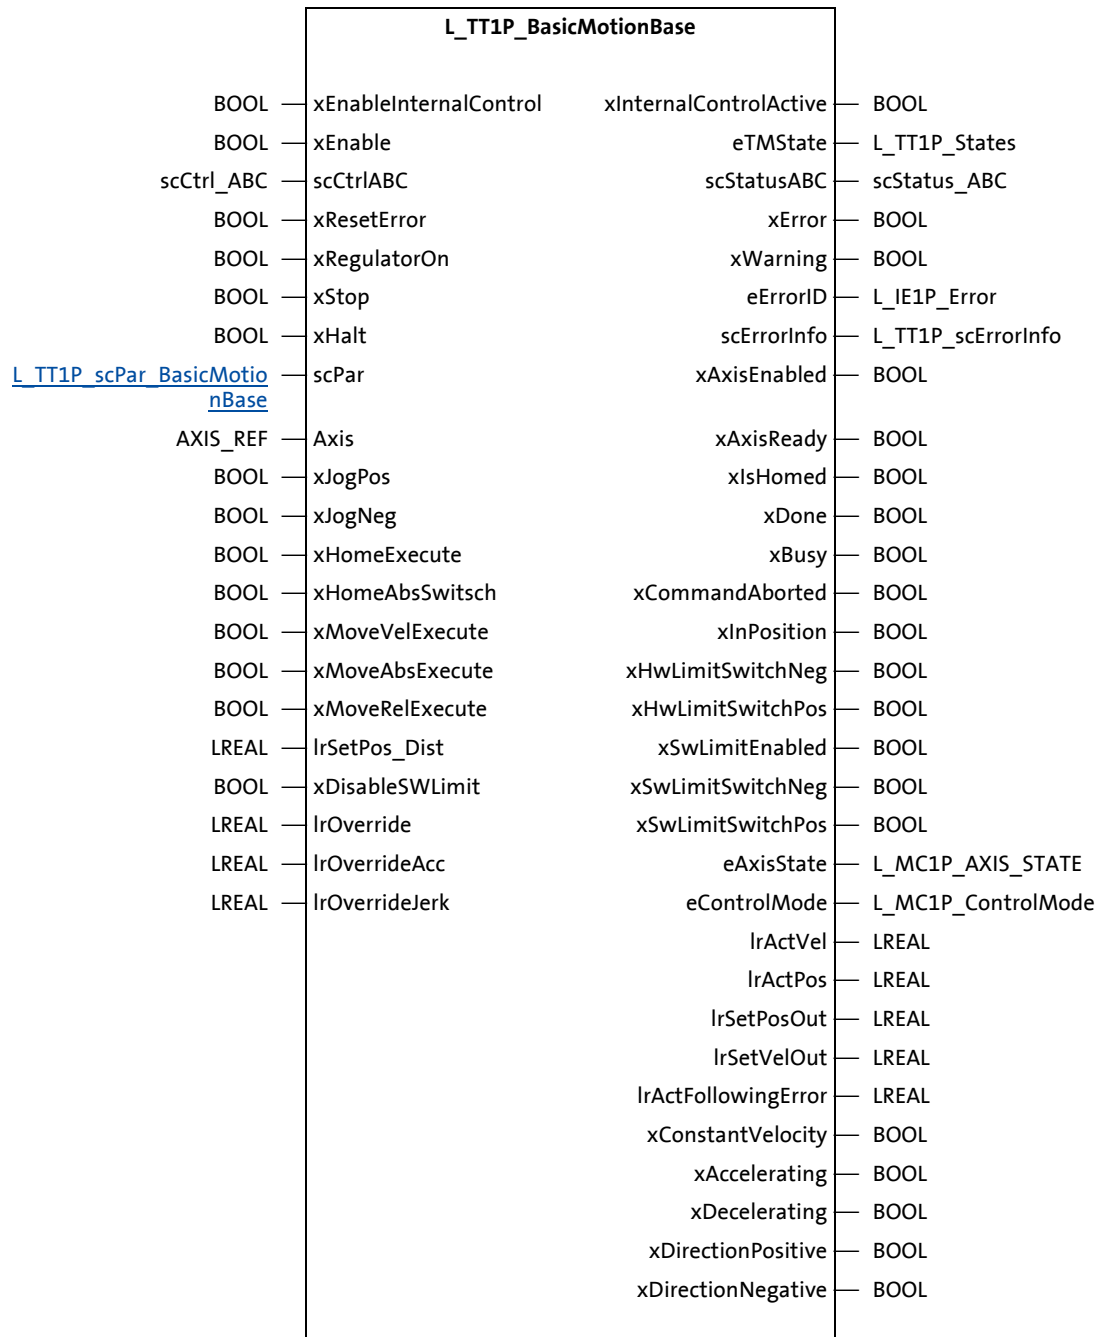 L_TT1P_BasicMotionBase
BOOL xEnableInternalControl xInternalControlActive BOOL
BOOL xEnable eTMState L_TT1P_States
scCtrl_ABC scCtrlABC scStatusABC scStatus_ABC
BOOL xResetError xError BOOL
BOOL xRegulatorOn xWarning BOOL
BOOL xStop eErrorID L_IE1P_Error
BOOL xHalt scErrorInfo L_TT1P_scErrorInfo
L_TT1P_scPar_BasicMotio scPar xAxisEnabled BOOL
nBase
AXIS_REF Axis xAxisReady BOOL
BOOL xJogPos xIsHomed BOOL
BOOL xJogNeg xDone BOOL
BOOL xHomeExecute xBusy BOOL
BOOL xHomeAbsSwitsch xCommandAborted BOOL
BOOL xMoveVelExecute xInPosition BOOL
BOOL xMoveAbsExecute xHwLimitSwitchNeg BOOL
BOOL xMoveRelExecute xHwLimitSwitchPos BOOL
LREAL lrSetPos_Dist xSwLimitEnabled BOOL
BOOL xDisableSWLimit xSwLimitSwitchNeg BOOL
LREAL lrOverride xSwLimitSwitchPos BOOL
LREAL lrOverrideAcc eAxisState L_MC1P_AXIS_STATE
LREAL lrOverrideJerk eControlMode L_MC1P_ControlMode
lrActVel LREAL
lrActPos LREAL
lrSetPosOut LREAL
lrSetVelOut LREAL
lrActFollowingError LREAL
xConstantVelocity BOOL
xAccelerating BOOL
xDecelerating BOOL
xDirectionPositive BOOL
xDirectionNegative BOOL